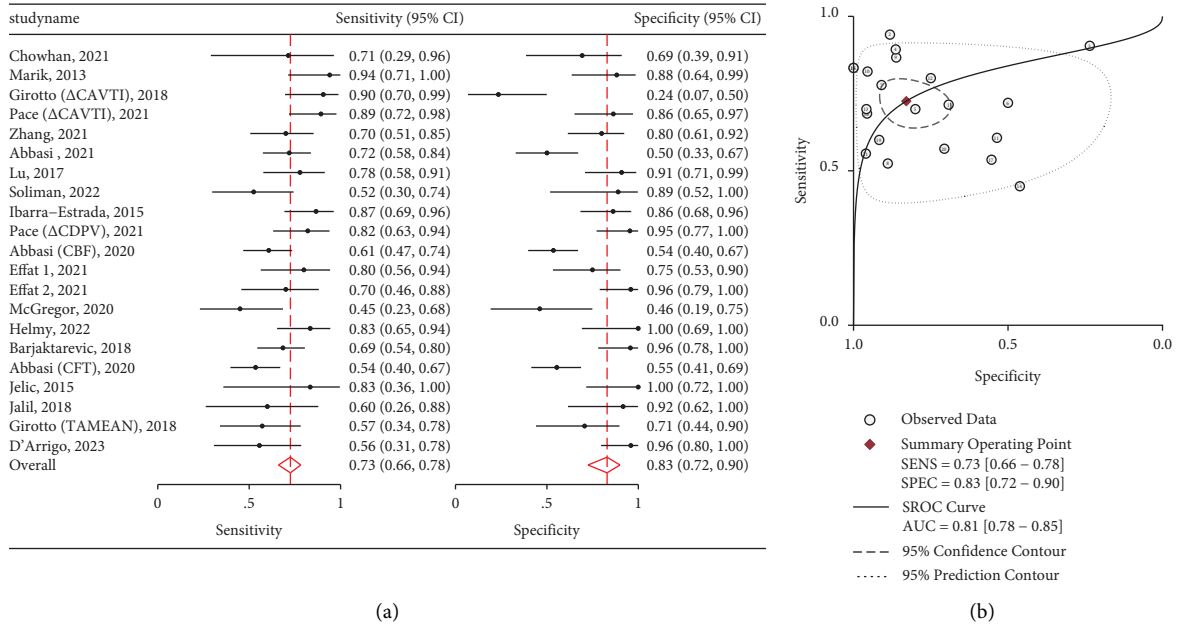 studyname Sensitivity (95% CI) Specificity (95% CI)
Chowhan, 2021 0.71 (0.29, 0.96) 0.69 (0.39, 0.91)
Marik, 2013 0.94 (0.71, 1.00) 0.88 (0.64, 0.99)
Girotto (ΔCAVTI), 2018 0.90 (0.70, 0.99) 0.24 (0.07, 0.50)
Pace (ΔCAVTI), 2021 0.89 (0.72, 0.98) 0.86 (0.65, 0.97)
Zhang, 2021 0.70 (0.51, 0.85) 0.80 (0.61, 0.92)
Abbasi , 2021 0.72 (0.58, 0.84) 0.50 (0.33, 0.67)
Lu, 2017 0.78 (0.58, 0.91) 0.91 (0.71, 0.99)
Soliman, 2022 0.52 (0.30, 0.74) 0.89 (0.52, 1.00)
Ibarra−Estrada, 2015 0.87 (0.69, 0.96) 0.86 (0.68, 0.96)
Pace (ΔCDPV), 2021 0.82 (0.63, 0.94) 0.95 (0.77, 1.00)
Abbasi (CBF), 2020 0.61 (0.47, 0.74) 0.54 (0.40, 0.67)
Effat 1, 2021 0.80 (0.56, 0.94) 0.75 (0.53, 0.90)
Effat 2, 2021 0.70 (0.46, 0.88) 0.96 (0.79, 1.00)
McGregor, 2020 0.45 (0.23, 0.68) 0.46 (0.19, 0.75)
Helmy, 2022 0.83 (0.65, 0.94) 1.00 (0.69, 1.00)
Barjaktarevic, 2018 0.69 (0.54, 0.80) 0.96 (0.78, 1.00)
Abbasi (CFT), 2020 0.54 (0.40, 0.67) 0.55 (0.41, 0.69)
Jelic, 2015 0.83 (0.36, 1.00) 1.00 (0.72, 1.00)
Jalil, 2018 0.60 (0.26, 0.88) 0.92 (0.62, 1.00)
Girotto (TAMEAN), 2018 0.57 (0.34, 0.78) 0.71 (0.44, 0.90)
D'Arrigo, 2023 0.56 (0.31, 0.78) 0.96 (0.80, 1.00)
Overall 0.73 (0.66, 0.78) 0.83 (0.72, 0.90)
0 .5 1 0 .5 1
Sensitivity Specificity
(a)
1.0
0.5
0.0
Sensitivity
1.0 0.5 0.0
Specificity
Observed Data
Summary Operating Point
SENS = 0.73 [0.66 − 0.78]
SPEC = 0.83 [0.72 − 0.90]
SROC Curve
AUC = 0.81 [0.78 − 0.85]
95% Confidence Contour
95% Prediction Contour
(b)